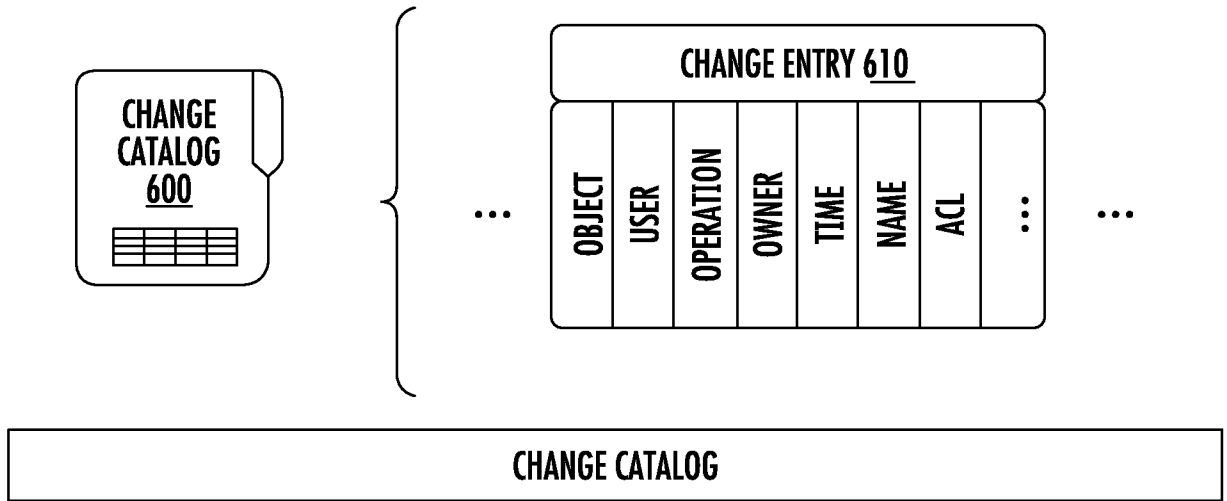 CHANGE
CATALOG
600
CHANGE ENTRY 610
...
OBJECT
USER
OPERATION
OWNER
TIME
NAME
ACL
...
...
CHANGE CATALOG